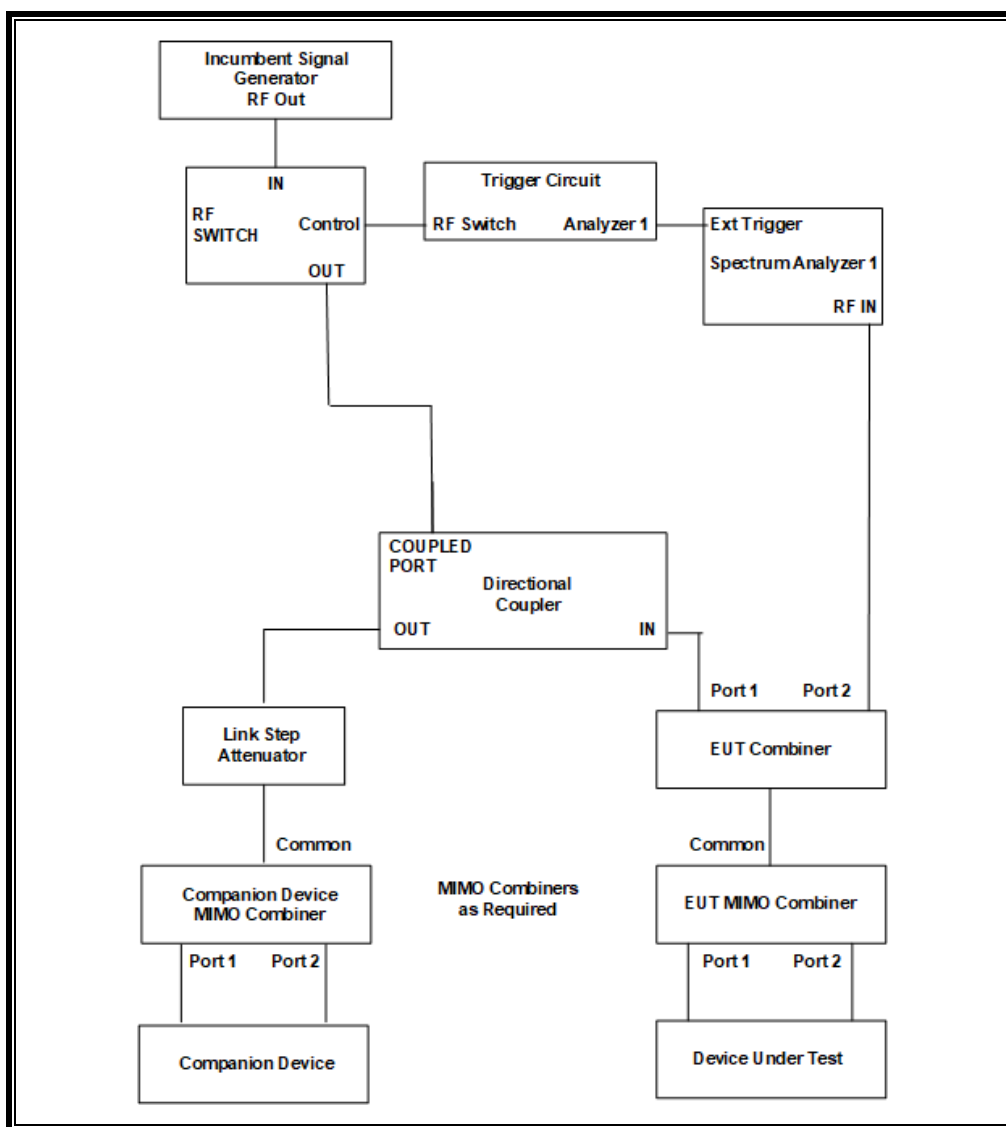 Incumbent Signal
Generator
RF Out
IN
RF
SWITCH
Control
OUT
Trigger Circuit
RF Switch
Analyzer 1
Ext Trigger
Spectrum Analyzer 1
RF IN
COUPLED
PORT
Directional
Coupler
OUT
IN
Port 1
Port 2
Link Step
Attenuator
EUT Combiner
Common
Common
Companion Device
MIMO Combiner
MIMO Combiners
as Required
EUT MIMO Combiner
Port 1
Port 2
Port 1
Port 2
Companion Device
Device Under Test